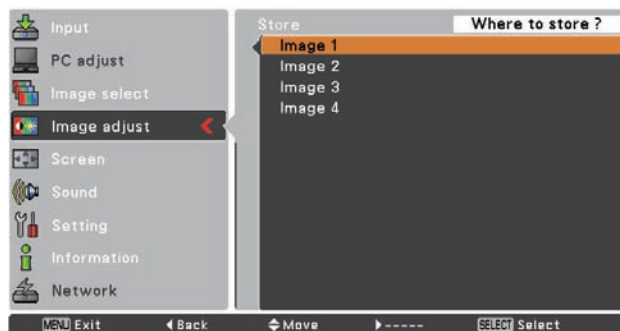 Input
PC adjust
Image select
Image adjust
Screen
Sound
Setting
Information
Network
Store
Where to store ?
Image 1
Image 2
Image 3
Image 4
MENU Exit
Back
Move
-----
SELECT Select